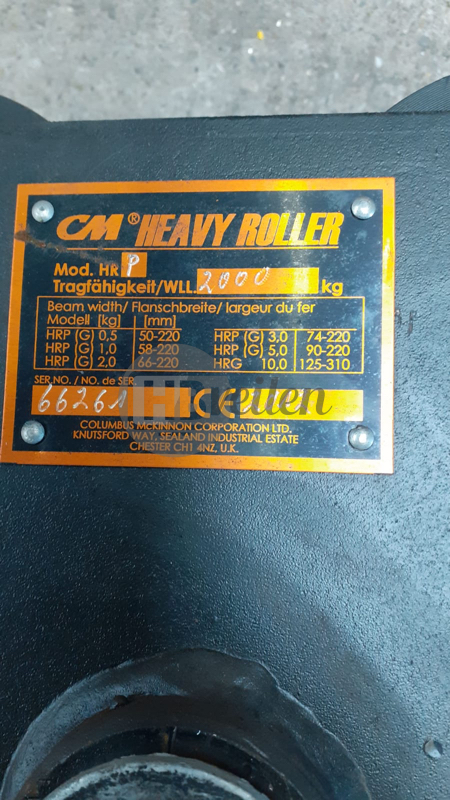 CM® HEAVY ROLLER
Mod. HR P
Tragfähigkeit/WLL 2000 kg
Beam width/ Flanschbreite/ largeur du fer
Modell [kg] [mm]
HRP (G) 0,5 50-220 HRP (G) 3,0 74-220
HRP (G) 1,0 58-220 HRP (G) 5,0 90-220
HRP (G) 2,0 66-220 HRG 10,0 125-310
SER.NO./ NO. de SER.
66261 CE
COLUMBUS McKINNON CORPORATION LTD.
KNUTSFORD WAY, SEALAND INDUSTRIAL ESTATE
CHESTER CH1 4NZ. U.K.